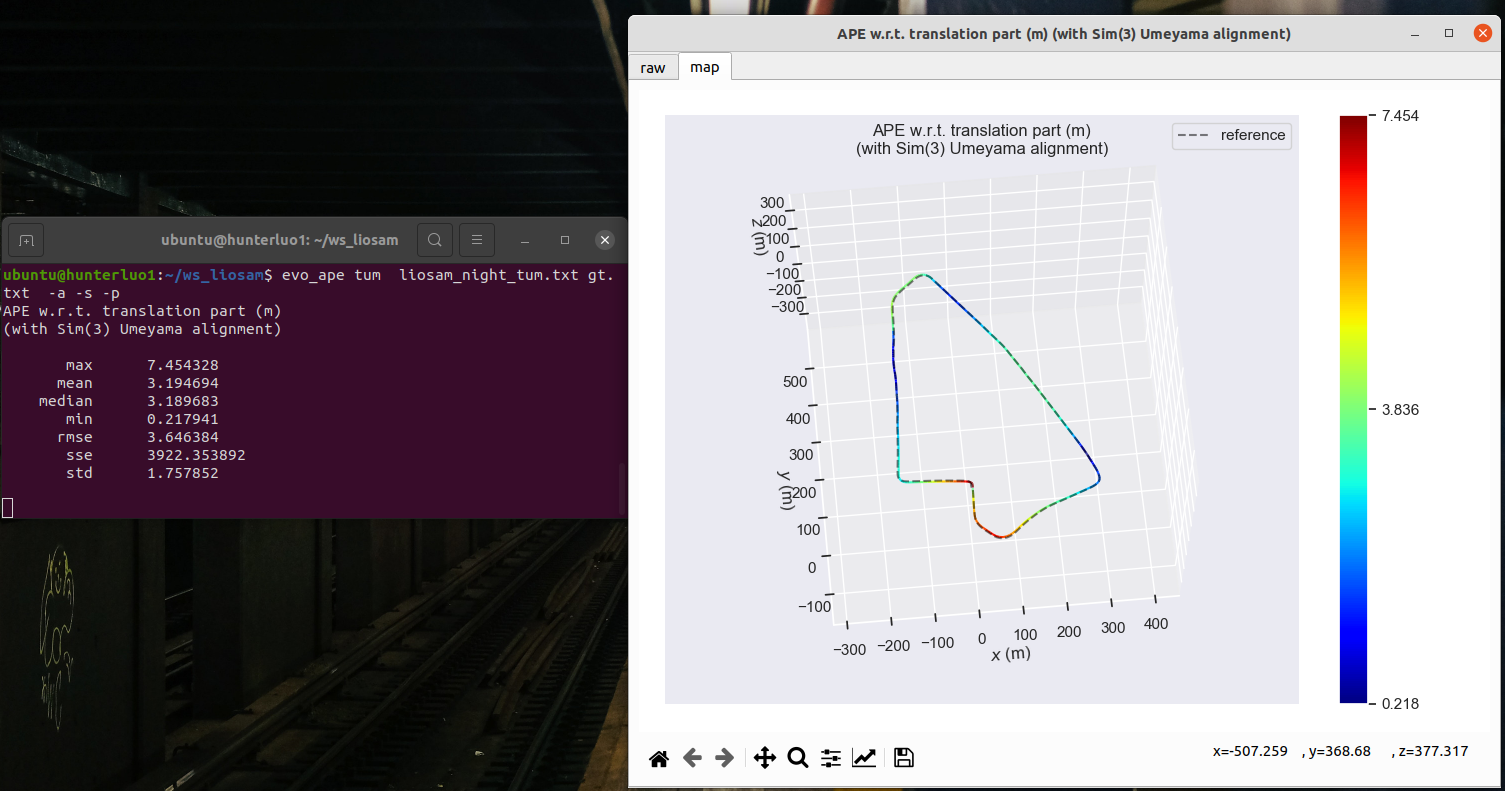 ubuntu@hunterluo1: ~/ws_liosam
ubuntu@hunterluo1:~/ws_liosam$ evo_ape tum  liosam_night_tum.txt gt.
txt  -a -s -p
APE w.r.t. translation part (m)
(with Sim(3) Umeyama alignment)
max 7.454328
mean 3.194694
median 3.189683
min 0.217941
rmse 3.646384
sse 3922.353892
std 1.757852
APE w.r.t. translation part (m) (with Sim(3) Umeyama alignment)
raw map
APE w.r.t. translation part (m)
(with Sim(3) Umeyama alignment)
reference
300
200
100
0
−100
−200
−300
z (m)
500
400
300
200
100
0
−100
y (m)
−300 −200 −100 0 100 200 300 400
x (m)
7.454
3.836
0.218
x=-507.259 , y=368.68 , z=377.317